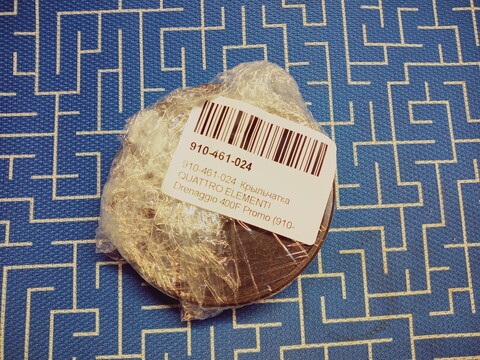 910-461-024
910-461-024 Крыльчатка
QUATTRO ELEMENTI
Drenaggio 400F Promo (910-